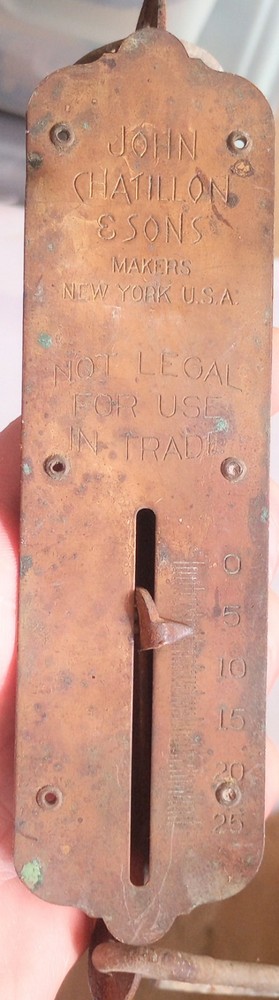 JOHN
CHATILLON
& SONS
MAKERS
NEW YORK U.S.A.
NOT LEGAL
FOR USE
IN TRADE
0
5
10
15
20
25